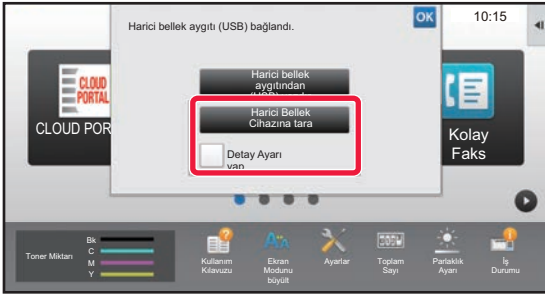 Harici bellek aygıtı (USB) bağlandı.
OK
10:15
Harici bellek
aygıtından
Harici Bellek
Cihazına tara
Detay Ayarı
yap
CLOUD
PORTAL
CLOUD POR
Kolay
Faks
Toner Miktarı
Bk
C
M
Y
Kullanım
Kılavuzu
Ekran
Modunu
büyült
Ayarlar
Toplam
Sayı
Parlaklık
Ayarı
İş
Durumu